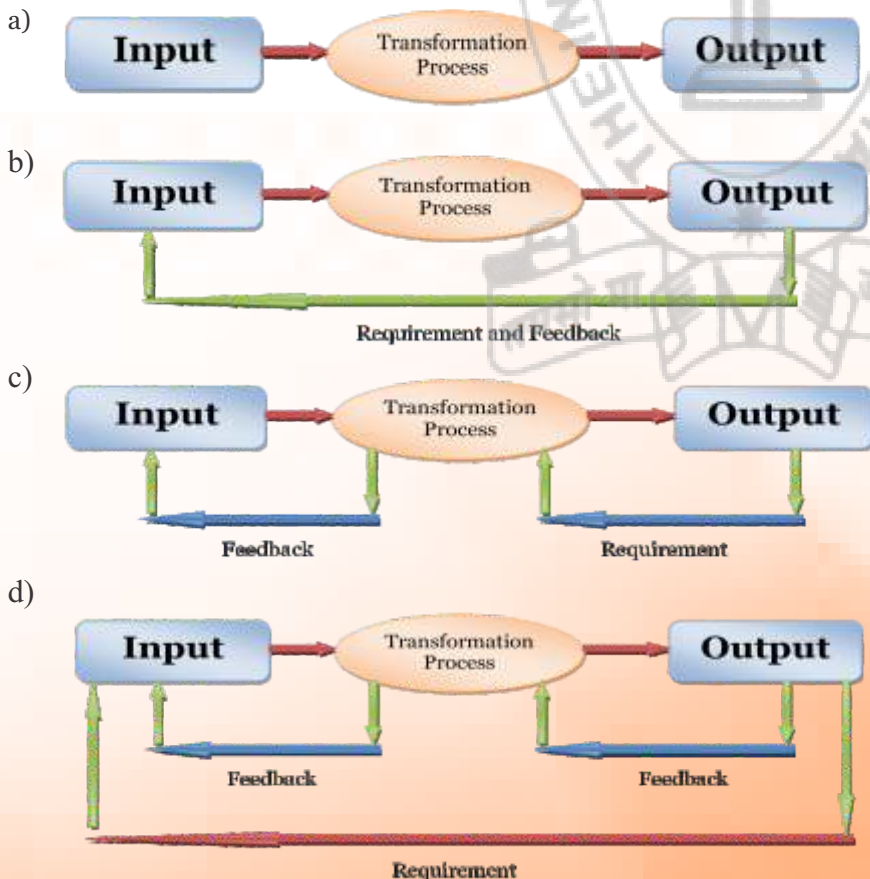 a)
Input
Transformation
Process
Output
b)
Input
Transformation
Process
Output
Requirement and Feedback
c)
Input
Transformation
Process
Output
Feedback
Requirement
d)
Input
Transformation
Process
Output
Feedback
Feedback
Requirement